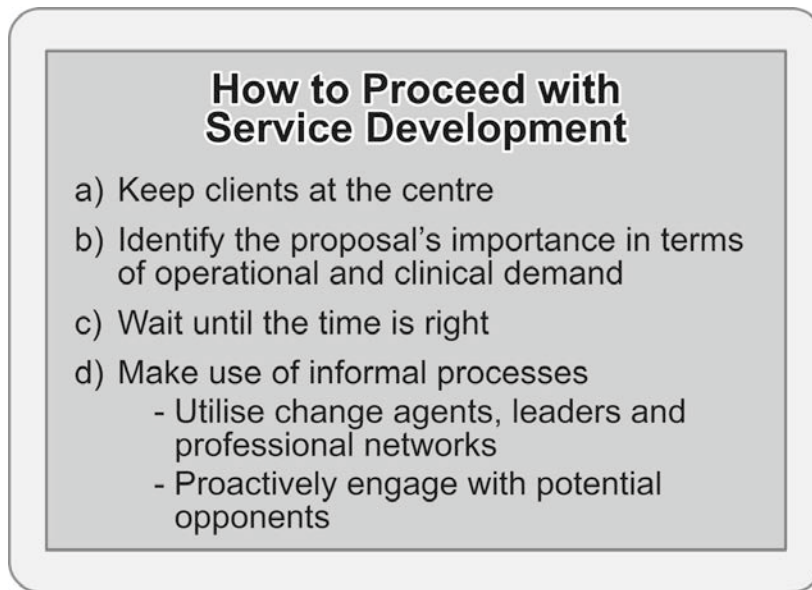 How to Proceed with
Service Development
a) Keep clients at the centre
b) Identify the proposal's importance in terms
of operational and clinical demand
c) Wait until the time is right
d) Make use of informal processes
- Utilise change agents, leaders and
professional networks
- Proactively engage with potential
opponents